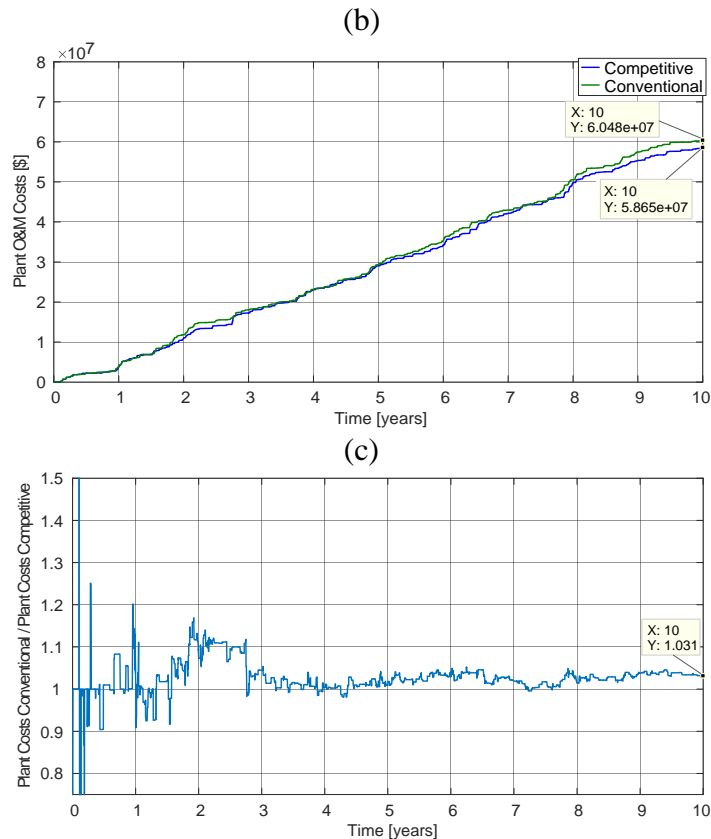 (b)
×10⁷
8
7
6
5
4
3
2
1
0
Plant O&M Costs [$]
Competitive
Conventional
X: 10
Y: 6.048e+07
X: 10
Y: 5.865e+07
0 1 2 3 4 5 6 7 8 9 10
Time [years]
(c)
1.5
1.4
1.3
1.2
1.1
1
0.9
0.8
Plant Costs Conventional / Plant Costs Competitive
X: 10
Y: 1.031
0 1 2 3 4 5 6 7 8 9 10
Time [years]